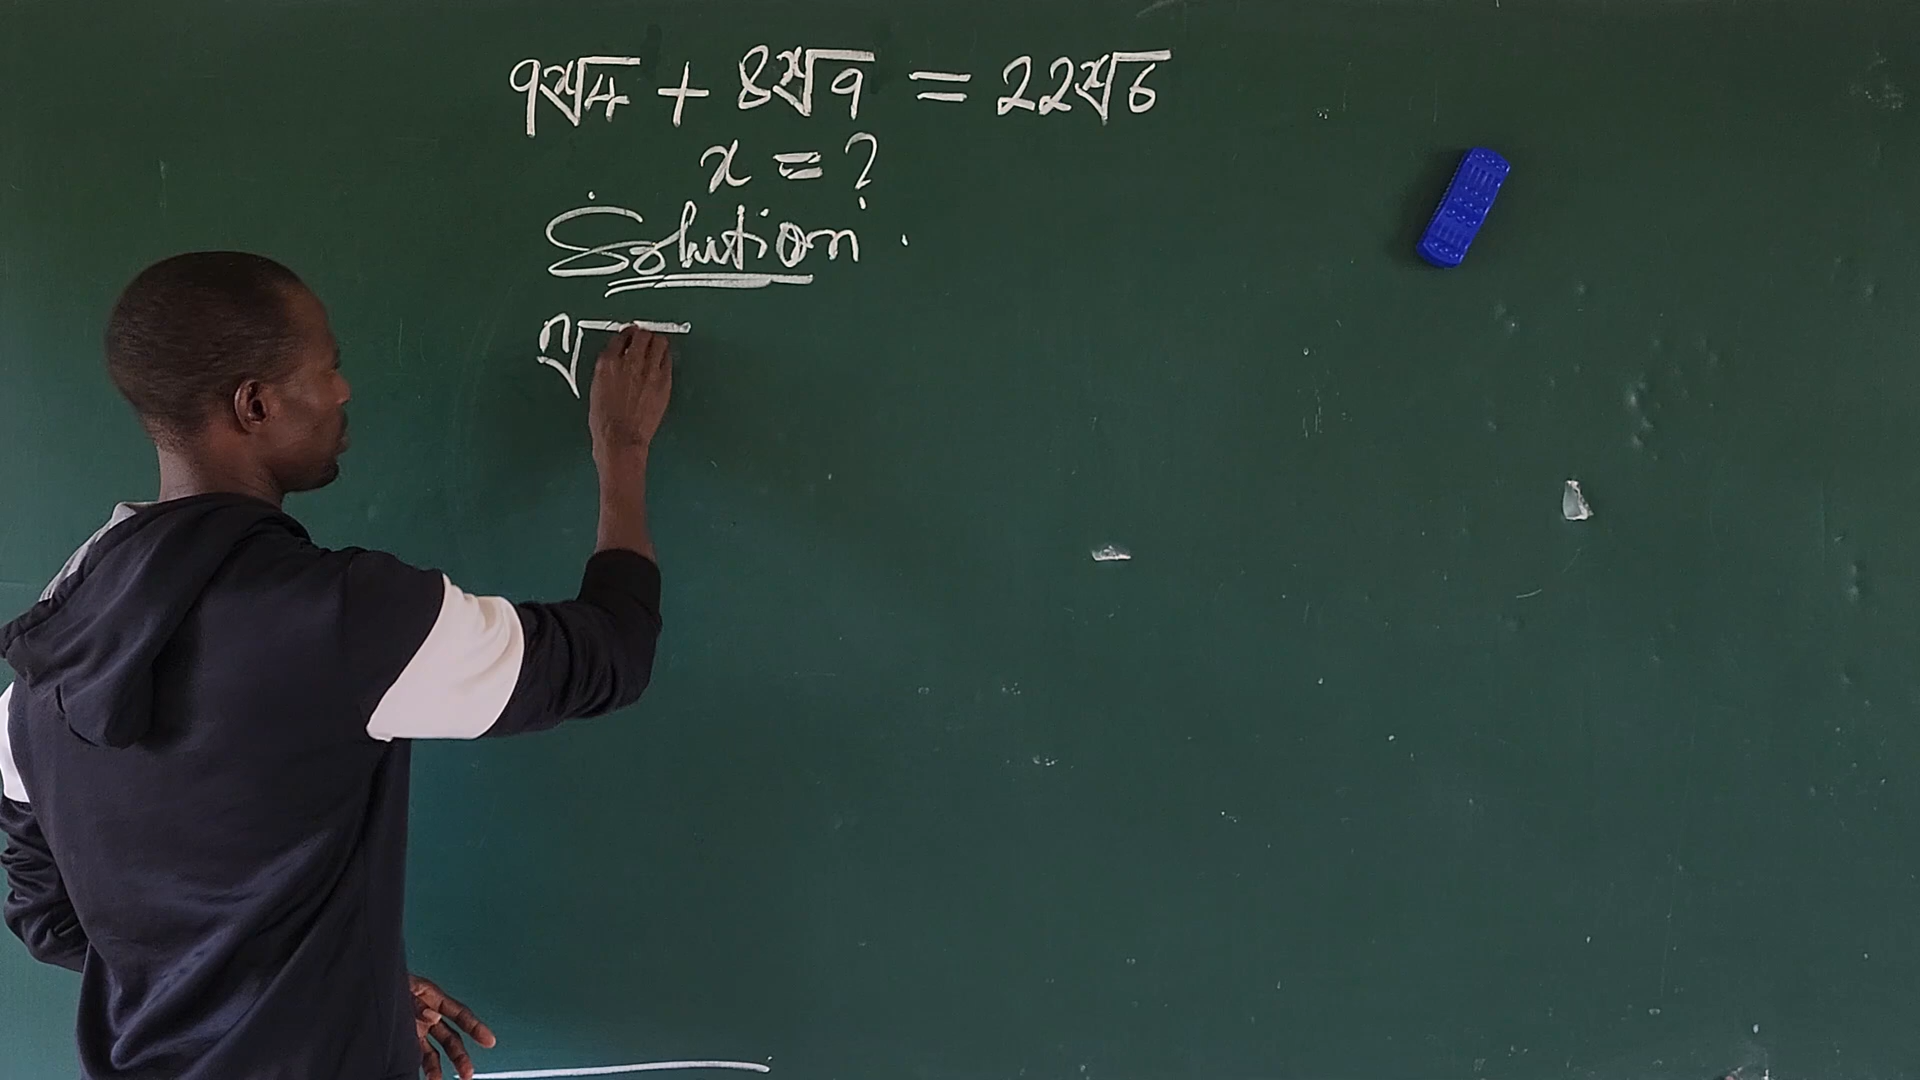 9ˣ√4 + 8ˣ√9 = 22ˣ√6
x = ?
Solution.
ⁿ√